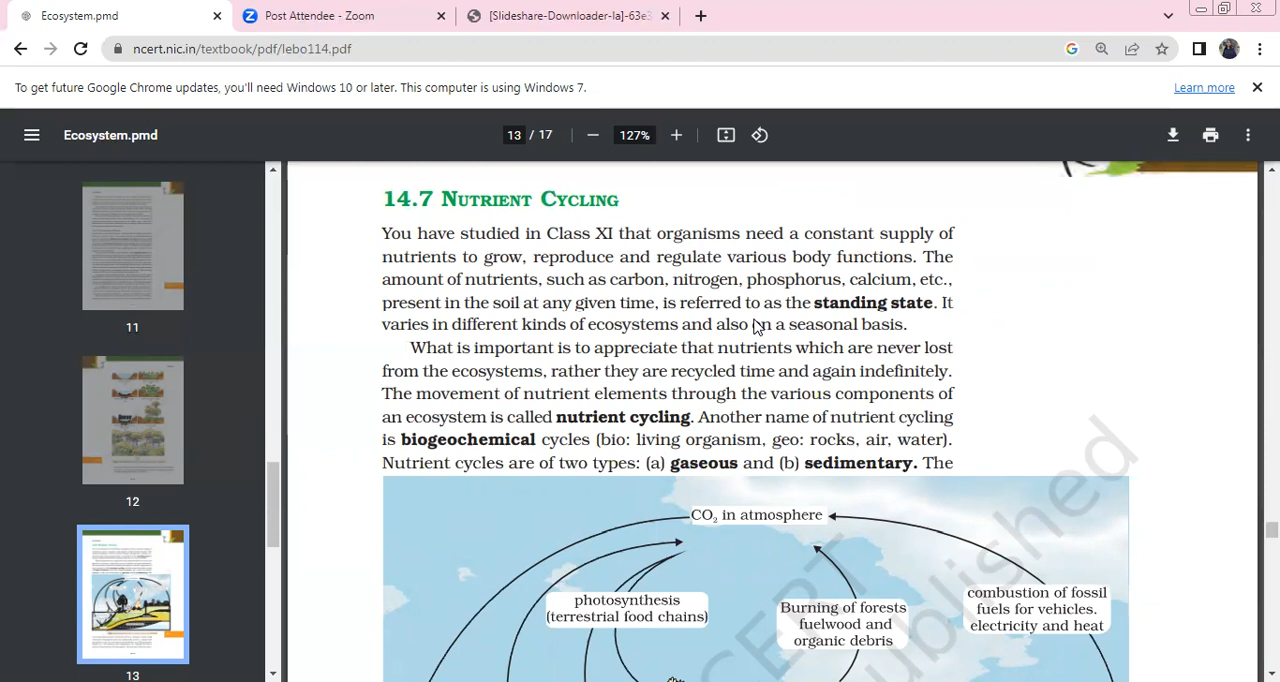 Ecosystem.pmd
Post Attendee - Zoom
[Slideshare-Downloader-la]-63e3
ncert.nic.in/textbook/pdf/lebo114.pdf
To get future Google Chrome updates, you'll need Windows 10 or later. This computer is using Windows 7.
Learn more
Ecosystem.pmd
13 / 17
127%
11
12
13
14.7 NUTRIENT CYCLING
You have studied in Class XI that organisms need a constant supply of
nutrients to grow, reproduce and regulate various body functions. The
amount of nutrients, such as carbon, nitrogen, phosphorus, calcium, etc.,
present in the soil at any given time, is referred to as the standing state. It
varies in different kinds of ecosystems and also on a seasonal basis.
What is important is to appreciate that nutrients which are never lost
from the ecosystems, rather they are recycled time and again indefinitely.
The movement of nutrient elements through the various components of
an ecosystem is called nutrient cycling. Another name of nutrient cycling
is biogeochemical cycles (bio: living organism, geo: rocks, air, water).
Nutrient cycles are of two types: (a) gaseous and (b) sedimentary. The
CO₂ in atmosphere
photosynthesis
(terrestrial food chains)
Burning of forests
fuelwood and
organic debris
combustion of fossil
fuels for vehicles.
electricity and heat